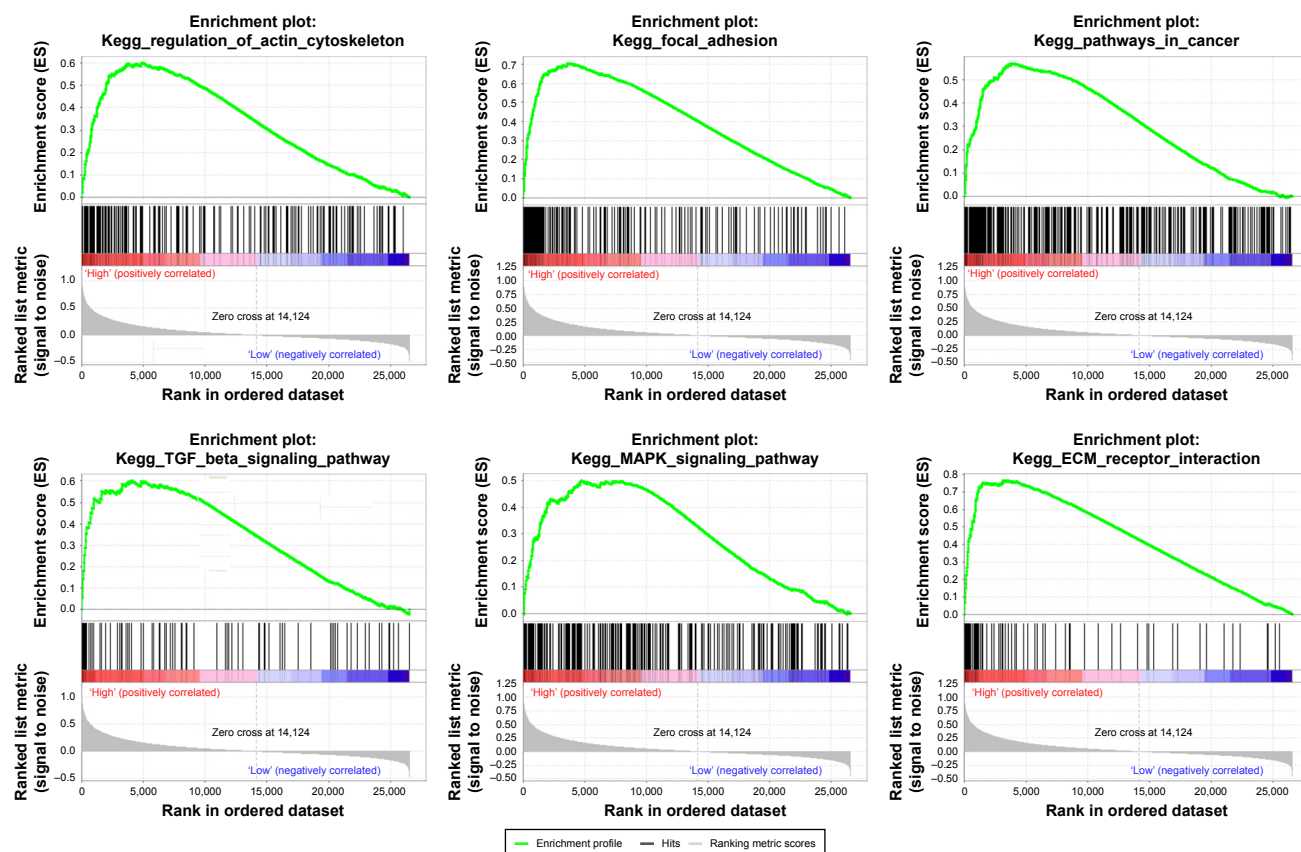 Enrichment plot:
Kegg_regulation_of_actin_cytoskeleton
Enrichment score (ES)
0.6
0.5
0.4
0.3
0.2
0.1
0.0
Ranked list metric
(signal to noise)
'High' (positively correlated)
1.0
0.5
0.0
–0.5
Zero cross at 14,124
'Low' (negatively correlated)
0 5,000 10,000 15,000 20,000 25,000
Rank in ordered dataset
Enrichment plot:
Kegg_focal_adhesion
Enrichment score (ES)
0.7
0.6
0.5
0.4
0.3
0.2
0.1
0.0
Ranked list metric
(signal to noise)
'High' (positively correlated)
1.25
1.00
0.75
0.50
0.25
0.00
–0.25
–0.50
Zero cross at 14,124
'Low' (negatively correlated)
0 5,000 10,000 15,000 20,000 25,000
Rank in ordered dataset
Enrichment plot:
Kegg_pathways_in_cancer
Enrichment score (ES)
0.5
0.4
0.3
0.2
0.1
0.0
Ranked list metric
(signal to noise)
'High' (positively correlated)
1.25
1.00
0.75
0.50
0.25
0.00
–0.25
–0.50
Zero cross at 14,124
'Low' (negatively correlated)
0 5,000 10,000 15,000 20,000 25,000
Rank in ordered dataset
Enrichment plot:
Kegg_TGF_beta_signaling_pathway
Enrichment score (ES)
0.6
0.5
0.4
0.3
0.2
0.1
0
Ranked list metric
(signal to noise)
'High' (positively correlated)
1.0
0.5
0.0
–0.5
Zero cross at 14,124
'Low' (negatively correlated)
0 5,000 10,000 15,000 20,000 25,000
Rank in ordered dataset
Enrichment plot:
Kegg_MAPK_signaling_pathway
Enrichment score (ES)
0.5
0.4
0.3
0.2
0.1
0.0
Ranked list metric
(signal to noise)
'High' (positively correlated)
1.25
1.00
0.75
0.50
0.25
0.00
–0.25
–0.50
Zero cross at 14,124
'Low' (negatively correlated)
0 5,000 10,000 15,000 20,000 25,000
Rank in ordered dataset
Enrichment plot:
Kegg_ECM_receptor_interaction
Enrichment score (ES)
0.8
0.7
0.6
0.5
0.4
0.3
0.2
0.1
0.0
Ranked list metric
(signal to noise)
'High' (positively correlated)
1.25
1.00
0.75
0.50
0.25
0.00
–0.25
–0.50
Zero cross at 14,124
'Low' (negatively correlated)
0 5,000 10,000 15,000 20,000 25,000
Rank in ordered dataset
Enrichment profile Hits Ranking metric scores